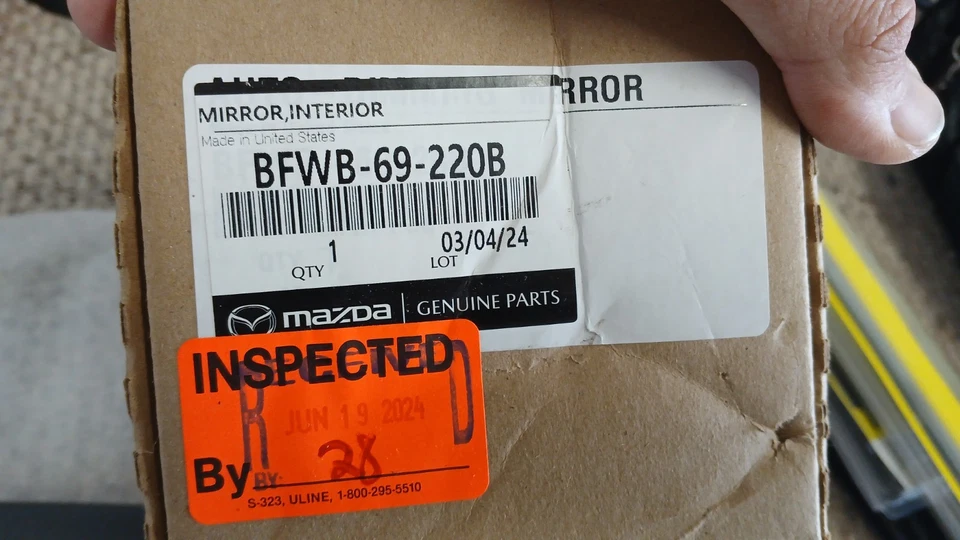 MIRROR
MIRROR,INTERIOR
Made in United States
BFWB-69-220B
QTY 1
LOT 03/04/24
mazda GENUINE PARTS
INSPECTED
JUN 19 2024
BY
By 28
S-323, ULINE, 1-800-295-5510